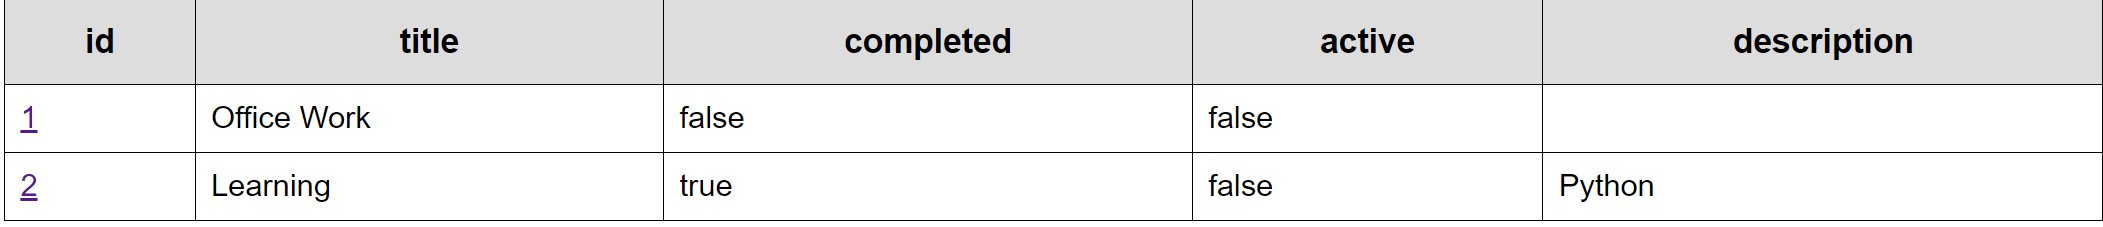 id title completed active description
1 Office Work false false
2 Learning true false Python